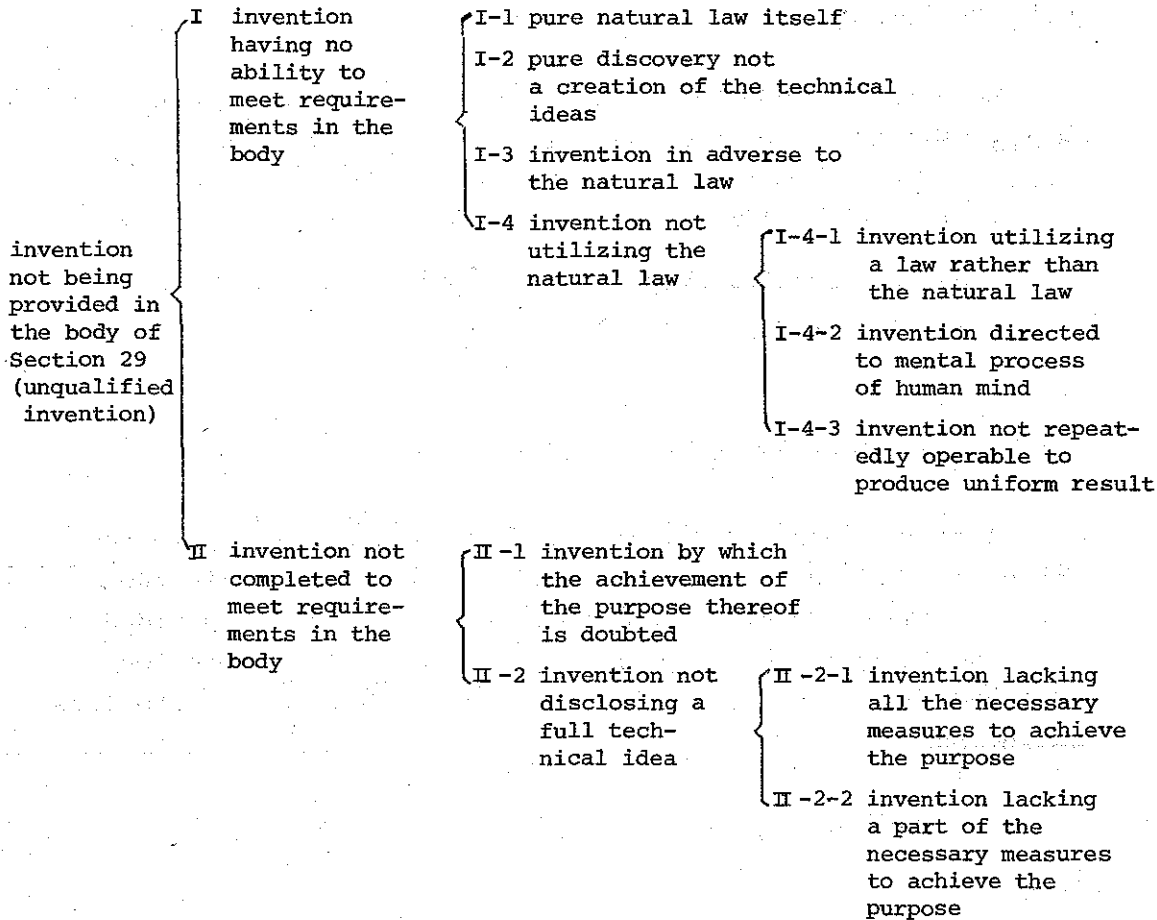 invention
not being
provided in
the body of
Section 29
(unqualified
invention)
I invention
having no
ability to
meet require-
ments in the
body
I-1 pure natural law itself
I-2 pure discovery not
a creation of the technical
ideas
I-3 invention in adverse to
the natural law
I-4 invention not
utilizing the
natural law
I-4-1 invention utilizing
a law rather than
the natural law
I-4-2 invention directed
to mental process
of human mind
I-4-3 invention not repeat-
edly operable to
produce uniform result
II invention not
completed to
meet require-
ments in the
body
II-1 invention by which
the achievement of
the purpose thereof
is doubted
II-2 invention not
disclosing a
full tech-
nical idea
II-2-1 invention lacking
all the necessary
measures to achieve
the purpose
II-2-2 invention lacking
a part of the
necessary measures
to achieve the
purpose